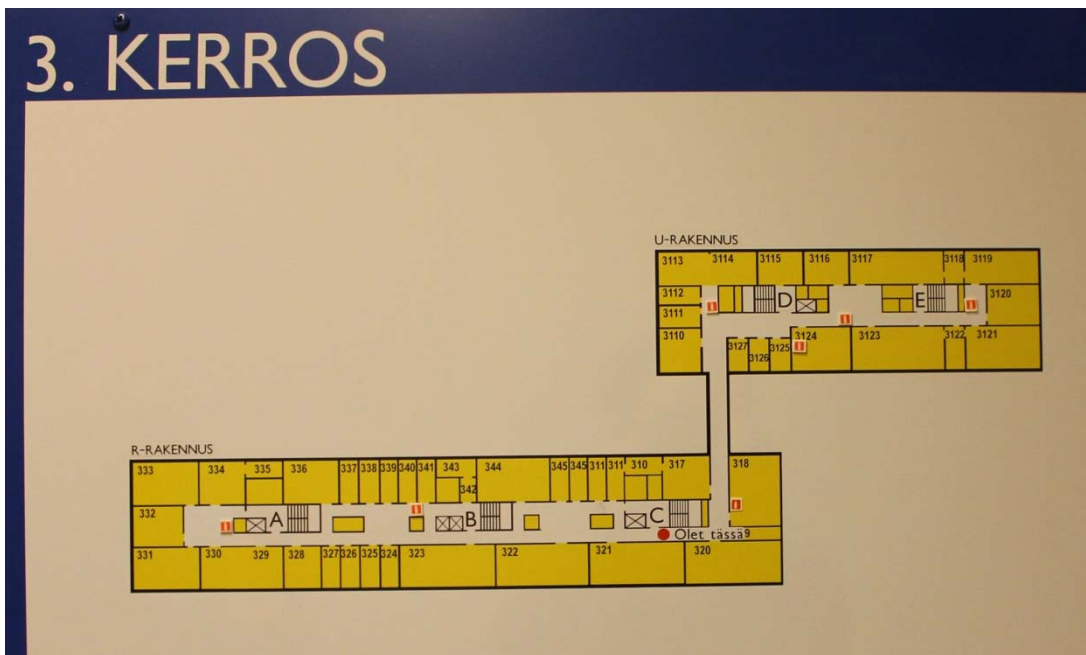 3. KERROS
U-RAKENNUS
3113 3114 3115 3116 3117 3118 3119
3112 D E 3120
3111
3110 3127 3126 3125 3124 3123 3122 3121
R-RAKENNUS
333 334 335 336 337 338 339 340 341 343 344 345 345 311 311 310 317 318
342
332 A B C
Olet tässä 9
331 330 329 328 327 326 325 324 323 322 321 320